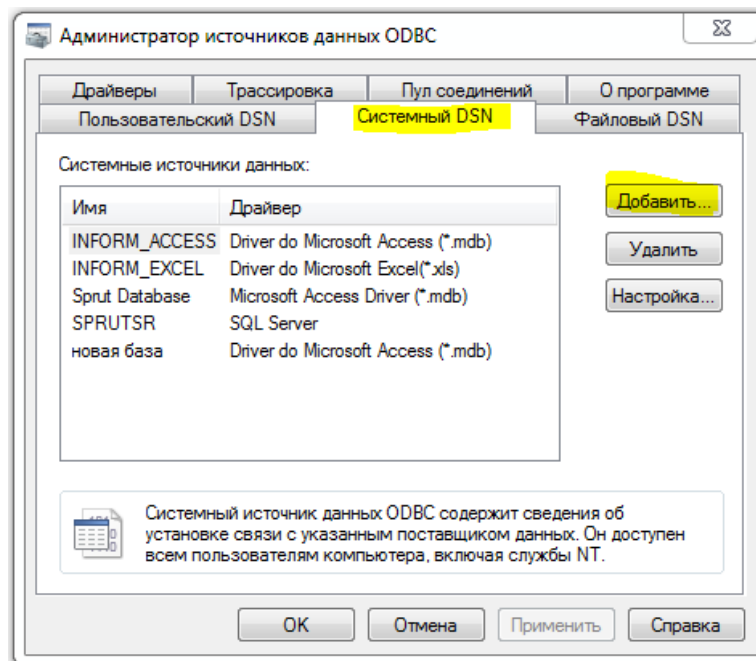 Администратор источников данных ODBC
Драйверы Трассировка Пул соединений О программе
Пользовательский DSN Системный DSN Файловый DSN
Системные источники данных:
Имя Драйвер
INFORM_ACCESS Driver do Microsoft Access (*.mdb)
INFORM_EXCEL Driver do Microsoft Excel(*.xls)
Sprut Database Microsoft Access Driver (*.mdb)
SPRUTSR SQL Server
новая база Driver do Microsoft Access (*.mdb)
Добавить...
Удалить
Настройка...
Системный источник данных ODBC содержит сведения об
установке связи с указанным поставщиком данных. Он доступен
всем пользователям компьютера, включая службы NT.
OK Отмена Применить Справка